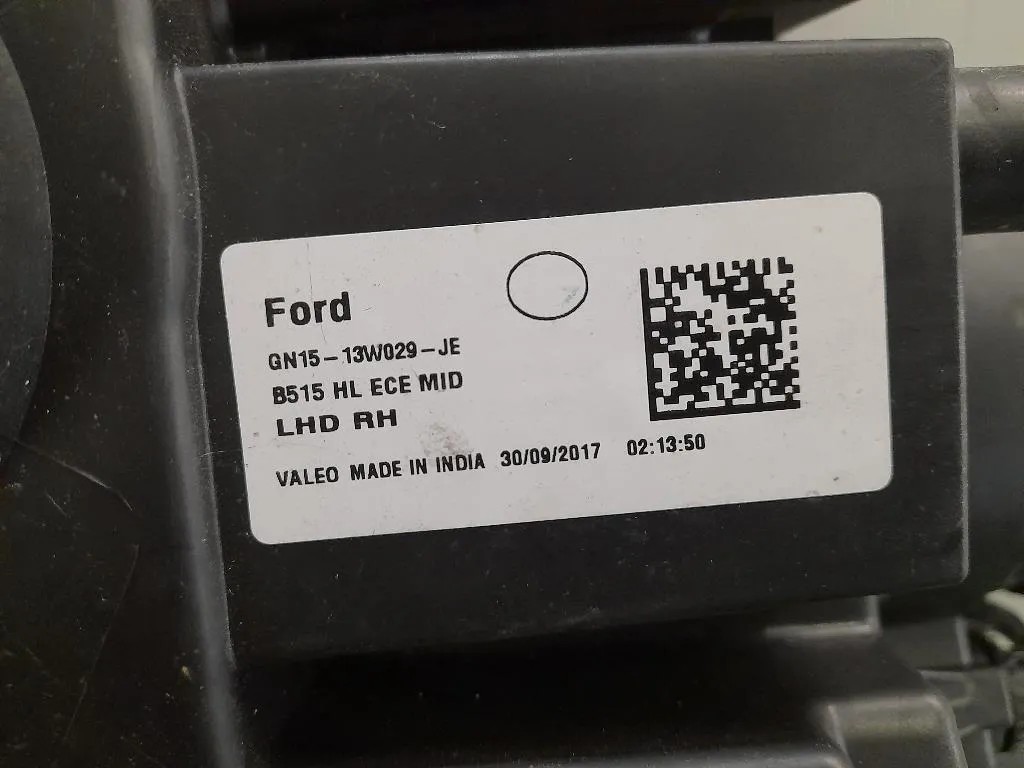 Ford
GN15-13W029-JE
B515 HL ECE MID
LHD RH
VALEO MADE IN INDIA 30/09/2017 02:13:50